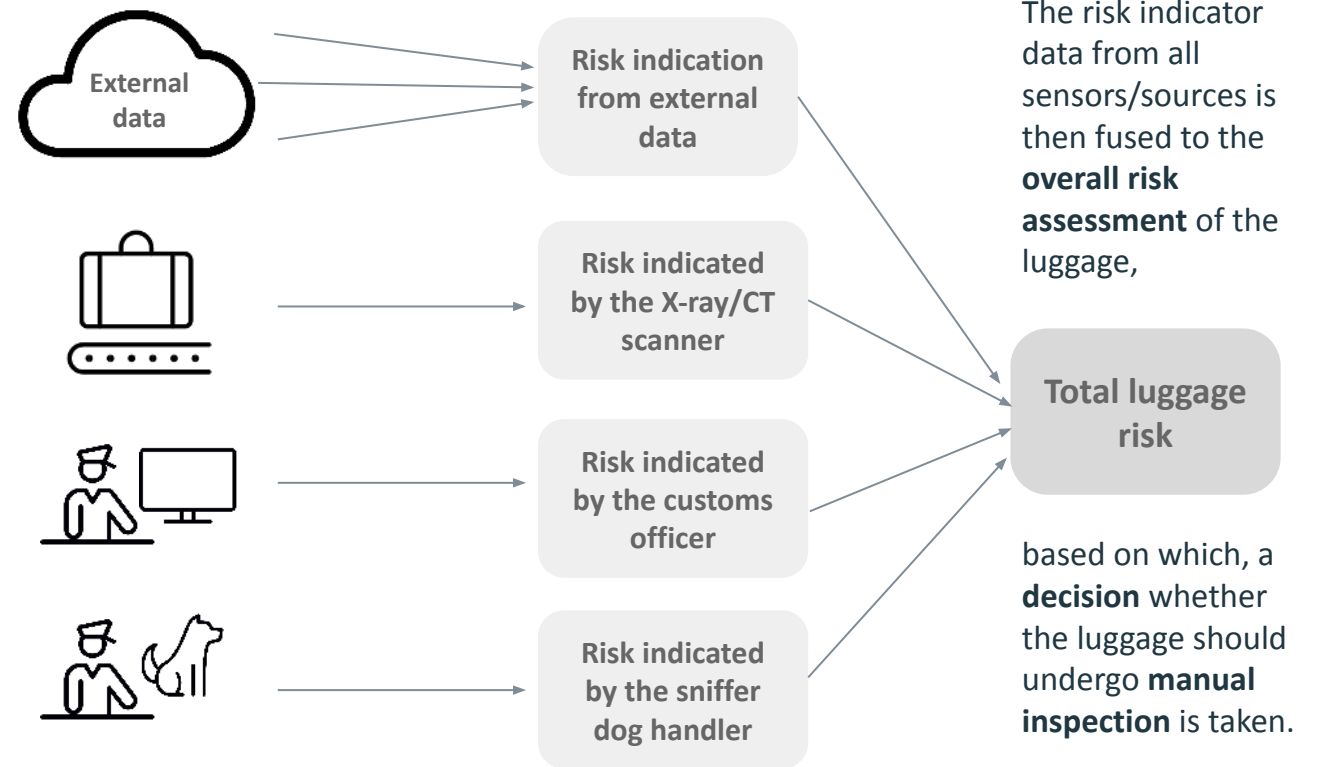 External
data
Risk indication
from external
data
Risk indicated
by the X-ray/CT
scanner
Risk indicated
by the customs
officer
Risk indicated
by the sniffer
dog handler
The risk indicator
data from all
sensors/sources is
then fused to the
overall risk
assessment of the
luggage,
Total luggage
risk
based on which, a
decision whether
the luggage should
undergo manual
inspection is taken.